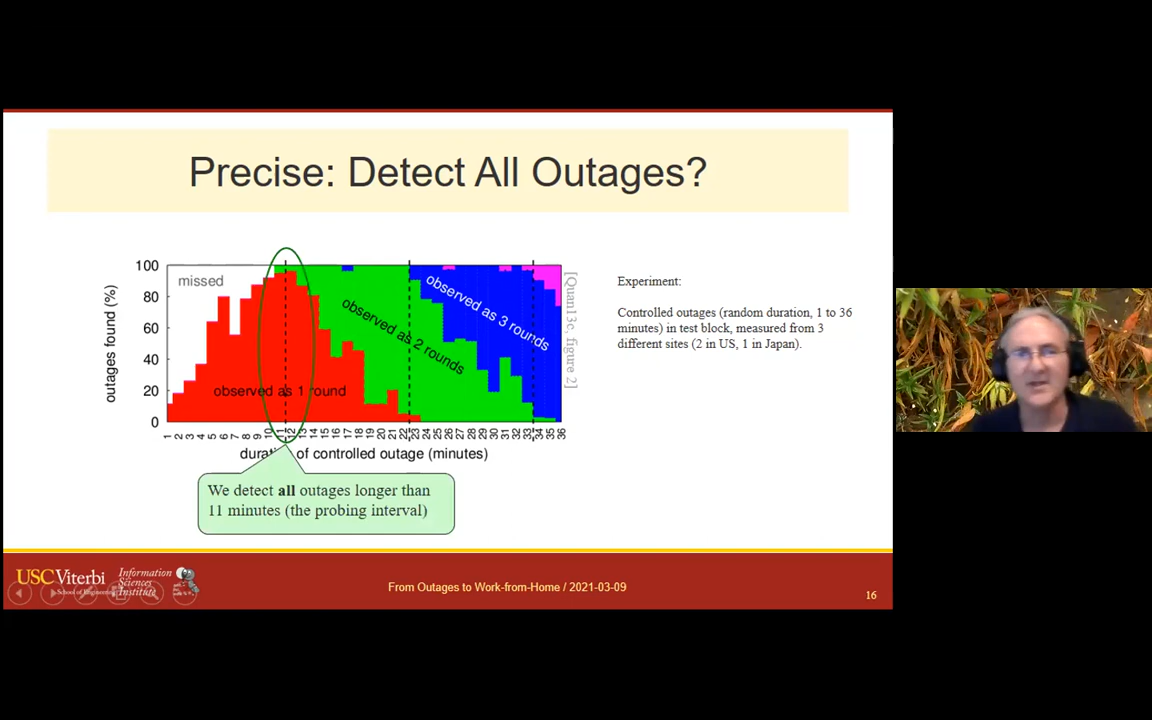 Precise: Detect All Outages?
100
80
60
40
20
0
outages found (%)
missed
observed as 1 round
observed as 2 rounds
observed as 3 rounds
[Quan13c, figure 2]
1 2 3 4 5 6 7 8 9 10 11 12 13 14 15 16 17 18 19 20 21 22 23 24 25 26 27 28 29 30 31 32 33 34 35 36
of controlled outage (minutes)
We detect all outages longer than
11 minutes (the probing interval)
Experiment:
Controlled outages (random duration, 1 to 36
minutes) in test block, measured from 3
different sites (2 in US, 1 in Japan).
USC Viterbi
School of
Information
Sciences
Institute
From Outages to Work-from-Home / 2021-03-09
16